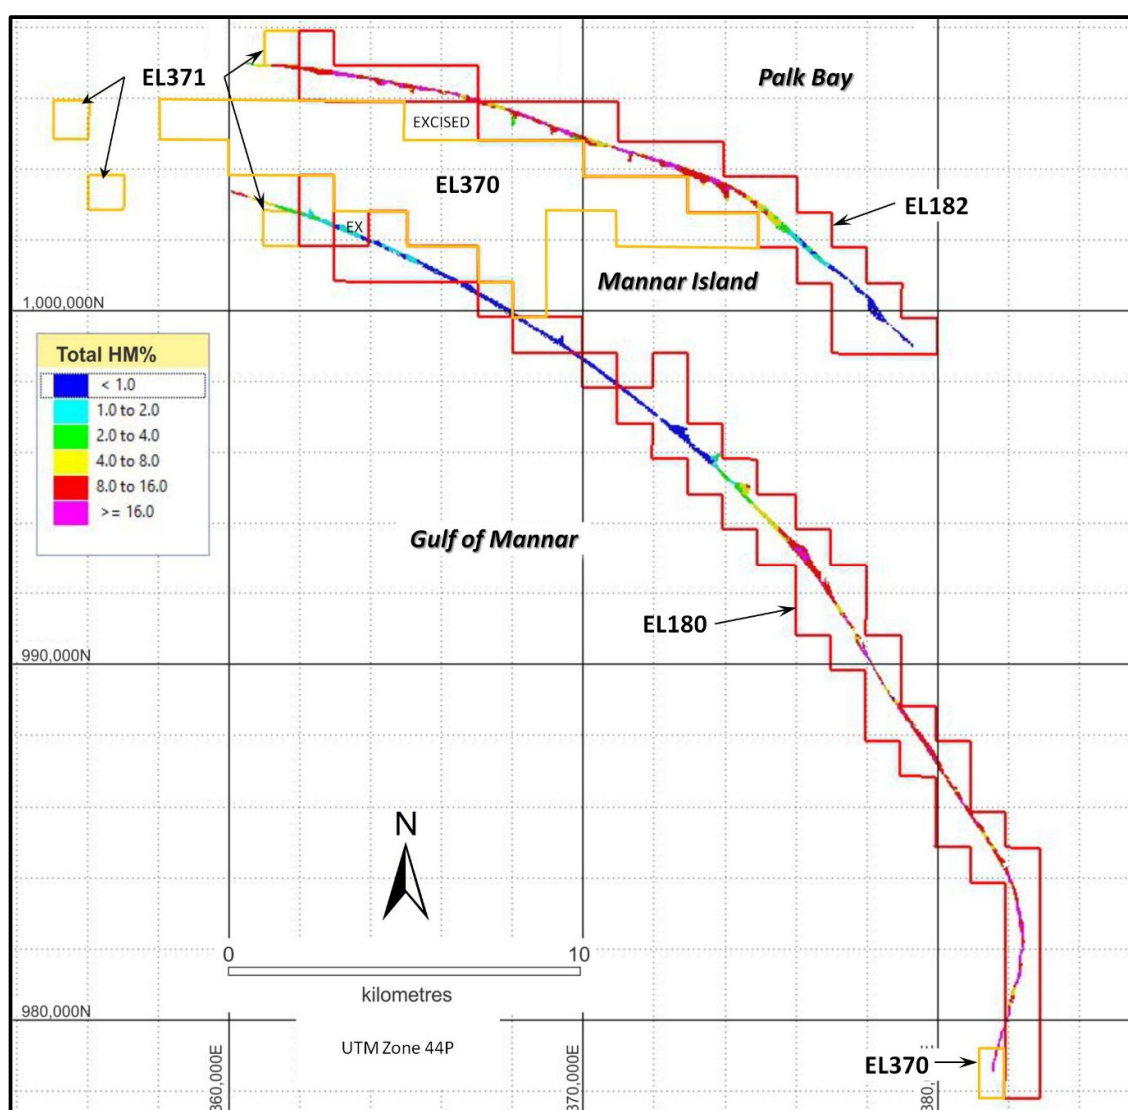 Palk Bay
EL371
EXCISED
EL370
EL182
EX
Mannar Island
1,000,000N
Total HM%
< 1.0
1.0 to 2.0
2.0 to 4.0
4.0 to 8.0
8.0 to 16.0
>= 16.0
Gulf of Mannar
EL180
990,000N
N
0 10
kilometres
980,000N
UTM Zone 44P
EL370
360,000E
370,000E